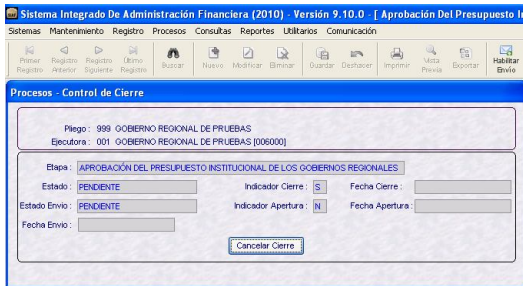 Sistema Integrado De Administración Financiera (2010) - Versión 9.10.0 - [ Aprobación Del Presupuesto I
Sistemas Mantenimiento Registro Procesos Consultas Reportes Utilitarios Comunicación
Primer Registro Registro Anterior Registro Siguiente Último Registro Buscar Nuevo Modificar Eliminar Guardar Deshacer Imprimir Vista Previa Exportar Habilitar Envío
Procesos - Control de Cierre
Pliego : 999 GOBIERNO REGIONAL DE PRUEBAS
Ejecutora : 001 GOBIERNO REGIONAL DE PRUEBAS [006000]
Etapa : APROBACIÓN DEL PRESUPUESTO INSTITUCIONAL DE LOS GOBIERNOS REGIONALES
Estado : PENDIENTE Indicador Cierre : S Fecha Cierre :
Estado Envio : PENDIENTE Indicador Apertura : N Fecha Apertura :
Fecha Envio :
Cancelar Cierre